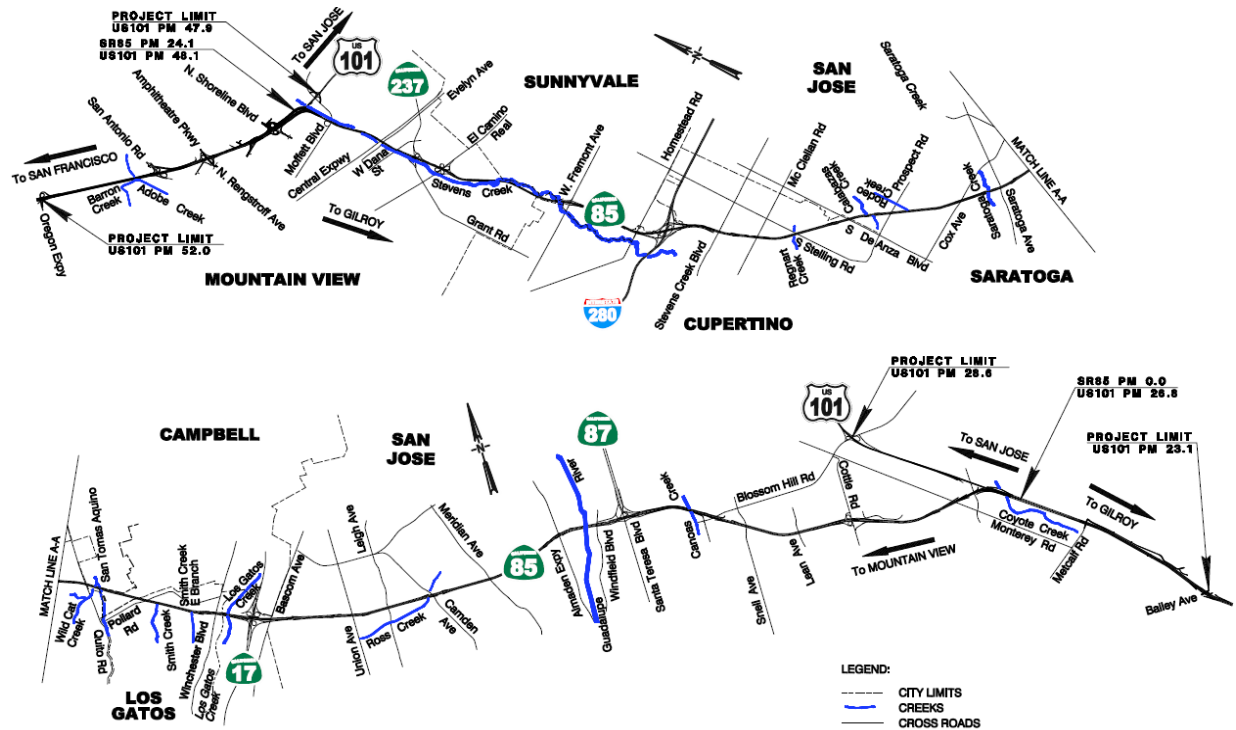 PROJECT LIMIT
US101 PM 47.9
SR85 PM 24.1
US101 PM 48.1
To SAN JOSE
US
101
237
Evelyn Ave
SUNNYVALE
N
SAN
JOSE
Saratoga Creek
N. Shoreline Blvd
Amphitheatre Pkwy
San Antonio Rd
To SAN FRANCISCO
Moffett Blvd
Central Expwy
W Dana
St
El Camino
Real
W. Fremont Ave
Homestead Rd
Mc Clellan Rd
Calabazas
Creek
Rodeo
Creek
Prospect Rd
MATCH LINE A-A
Barron
Creek
Adobe Creek
N. Rengstroff Ave
Stevens Creek
To GILROY
Grant Rd
85
Oregon Expy
PROJECT LIMIT
US101 PM 52.0
Regnart
Creek
S Stelling Rd
S De Anza Blvd
Cox Ave
Saratoga
Creek
Saratoga Ave
MOUNTAIN VIEW
280
Stevens Creek Blvd
CUPERTINO
SARATOGA
PROJECT LIMIT
US101 PM 28.6
SR85 PM 0.0
US101 PM 26.8
US
101
PROJECT LIMIT
US101 PM 23.1
CAMPBELL
SAN
JOSE
N
87
To SAN JOSE
To GILROY
MATCH LINE A-A
San Tomas Aquino
Smith Creek
E Branch
Los Gatos
Creek
Bascom Ave
Leigh Ave
Meridian Ave
85
River
Creek
Blossom Hill Rd
Cottle Rd
Coyote Creek
Monterey Rd
Metcalf Rd
To MOUNTAIN VIEW
Bailey Ave
Wild Cat
Creek
Quito Rd
Pollard
Rd
Smith Creek
Winchester Blvd
Los Gatos
Creek
17
Union Ave
Ross Creek
Camden
Ave
Almaden Expy
Guadalupe
Winfield Blvd
Santa Teresa Blvd
Canoas
Snell Ave
Lean Ave
LOS
GATOS
LEGEND:
CITY LIMITS
CREEKS
CROSS ROADS